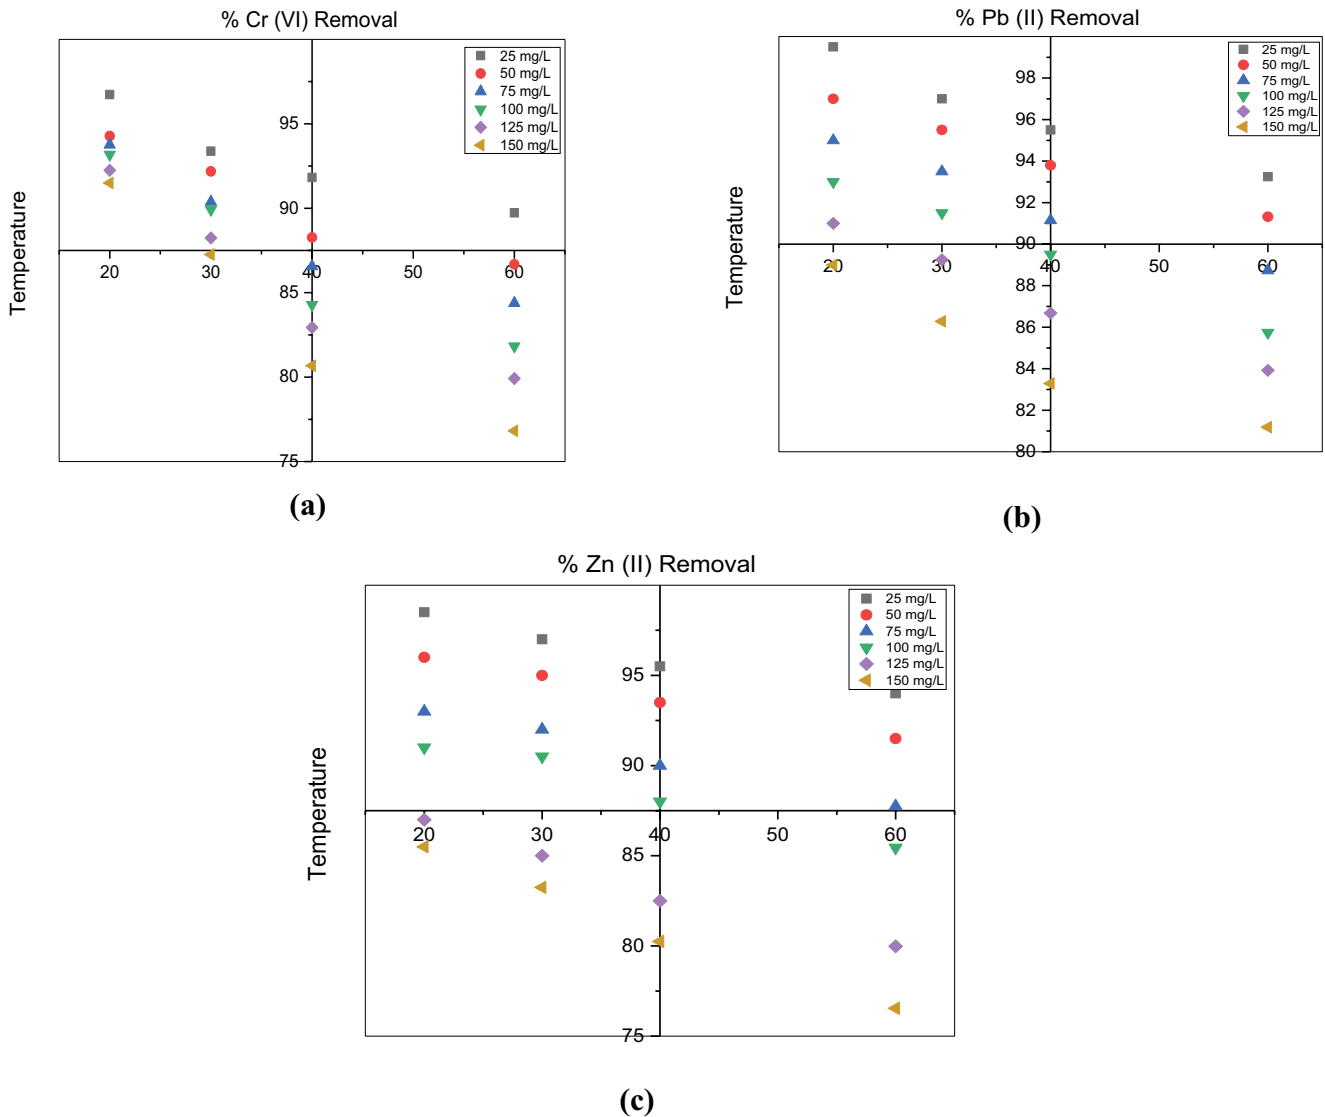 % Cr (VI) Removal
25 mg/L
50 mg/L
75 mg/L
100 mg/L
125 mg/L
150 mg/L
95
90
85
80
75
20
30
40
50
60
Temperature
(a)
% Pb (II) Removal
25 mg/L
50 mg/L
75 mg/L
100 mg/L
125 mg/L
150 mg/L
98
96
94
92
90
88
86
84
82
80
20
30
40
50
60
Temperature
(b)
% Zn (II) Removal
25 mg/L
50 mg/L
75 mg/L
100 mg/L
125 mg/L
150 mg/L
95
90
85
80
75
20
30
40
50
60
Temperature
(c)